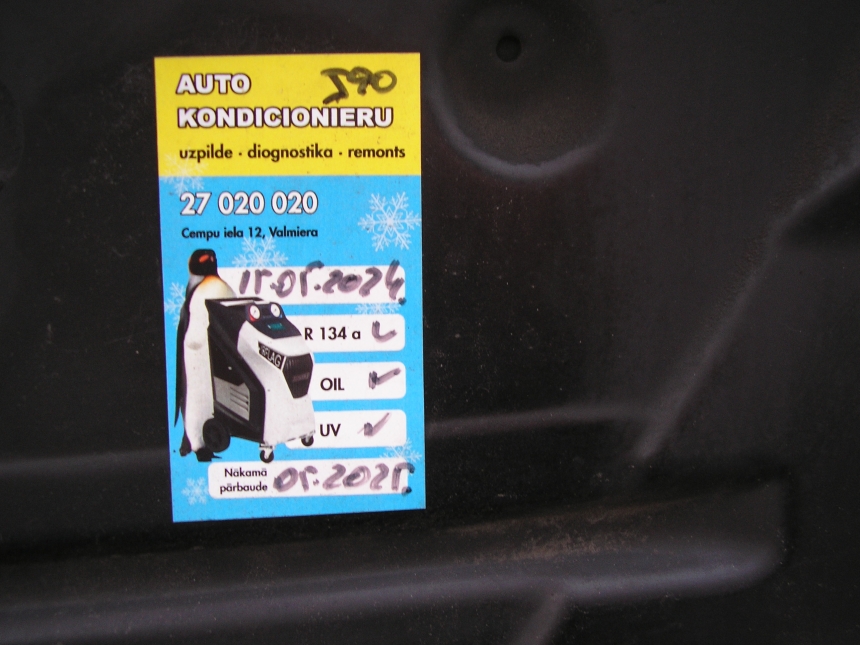 AUTO 590
KONDICIONIERU
uzpilde · diognostika · remonts
27 020 020
Cempu iela 12, Valmiera
15.05.2024.
R 134 a
OIL
UV
Nākamā
pārbaude 05.2025.